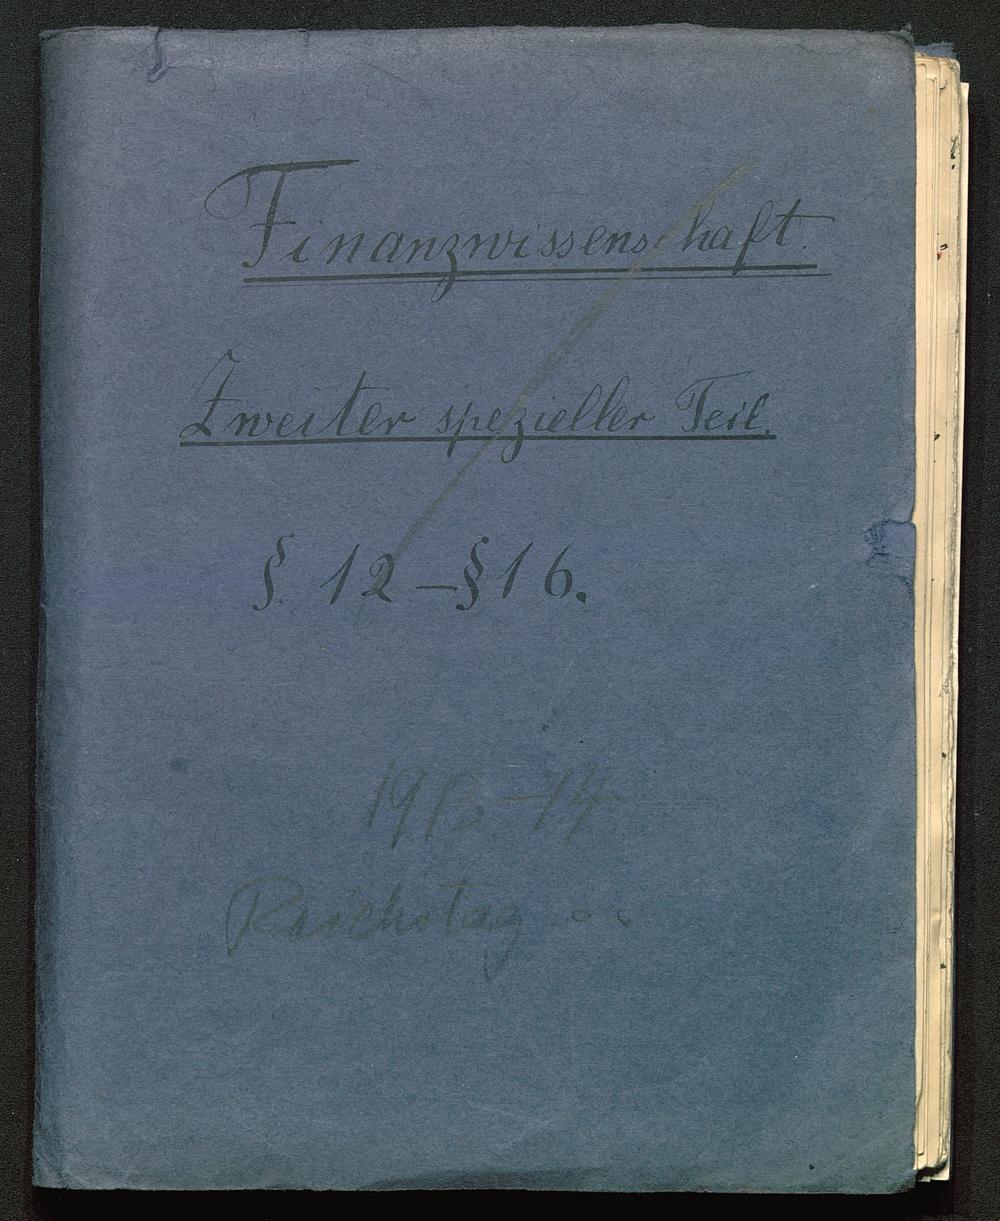 Finanzwissenschaft.
Zweiter spezieller Teil.
§. 12 – § 16.
1913–14
Reichstag